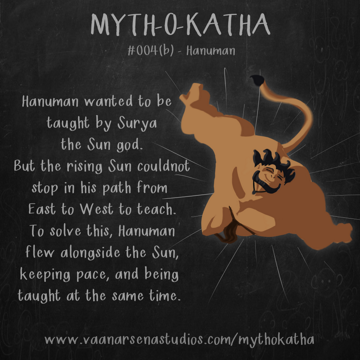 MYTH-O-KATHA
#004(b) - Hanuman
Hanuman wanted to be
taught by Surya
the Sun god.
But the rising Sun couldnot
stop in his path from
East to West to teach.
To solve this, Hanuman
flew alongside the Sun,
keeping pace, and being
taught at the same time.
www.vaanarsenastudios.com/mythokatha